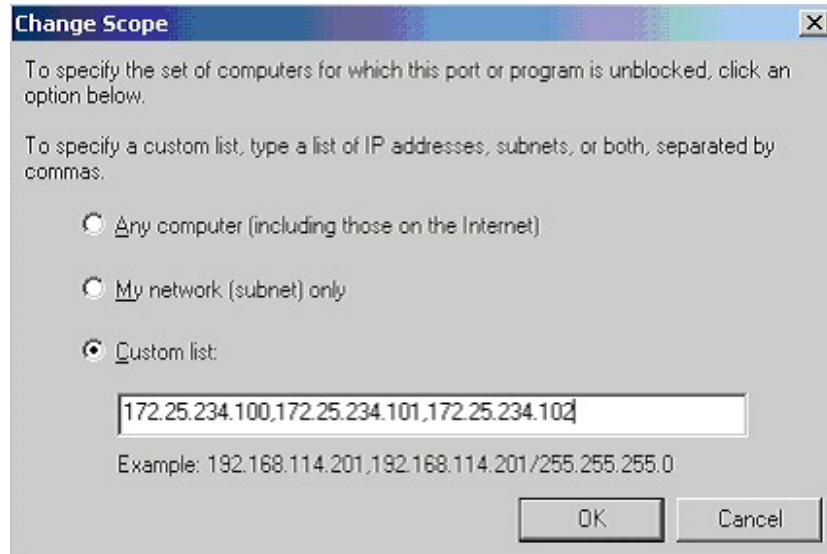 Change Scope
To specify the set of computers for which this port or program is unblocked, click an
option below.
To specify a custom list, type a list of IP addresses, subnets, or both, separated by
commas.
Any computer (including those on the Internet)
My network (subnet) only
Custom list:
172.25.234.100,172.25.234.101,172.25.234.102
Example: 192.168.114.201,192.168.114.201/255.255.255.0
OK Cancel